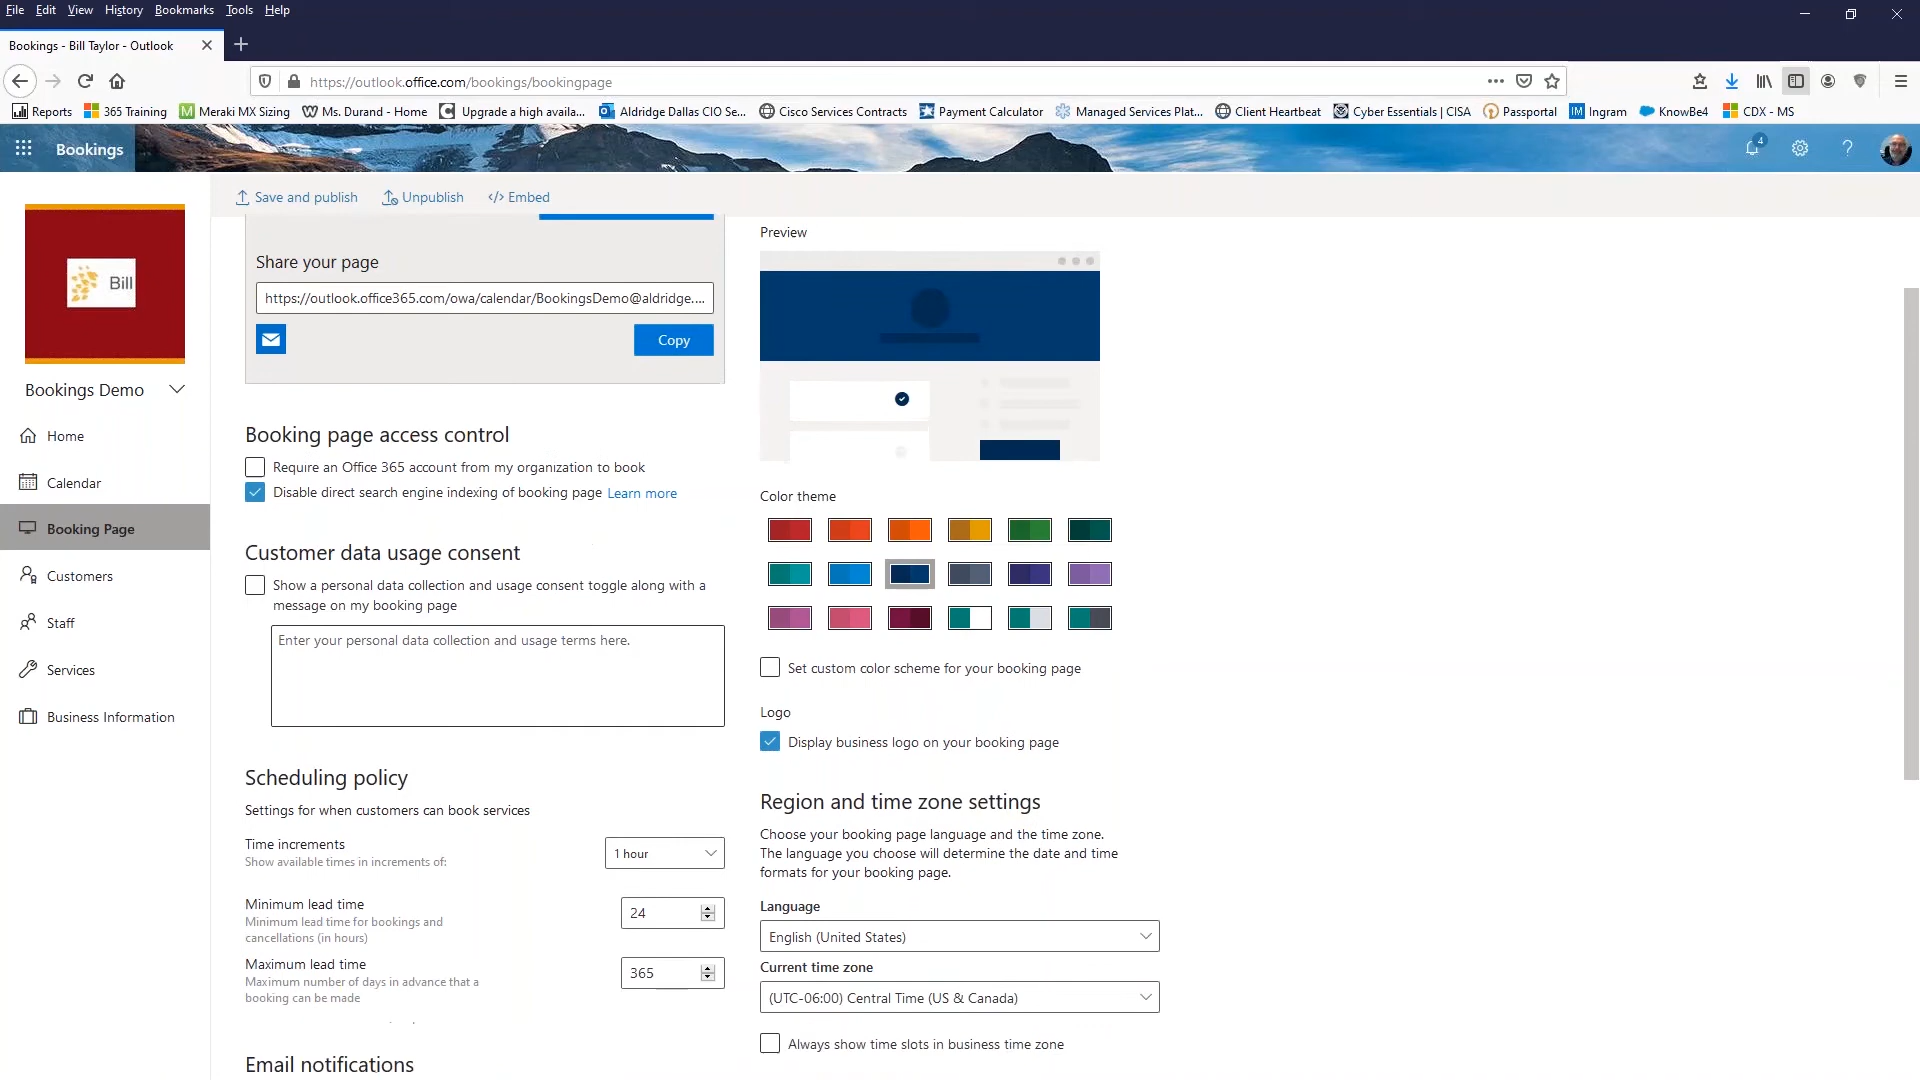 File Edit View History Bookmarks Tools Help
Bookings - Bill Taylor - Outlook
https://outlook.office.com/bookings/bookingpage
Reports 365 Training Meraki MX Sizing Ms. Durand - Home Upgrade a high availa... Aldridge Dallas CIO Se... Cisco Services Contracts Payment Calculator Managed Services Plat... Client Heartbeat Cyber Essentials | CISA Passportal Ingram KnowBe4 CDX - MS
Bookings
4
Save and publish Unpublish </> Embed
Bill
Bookings Demo
Home
Calendar
Booking Page
Customers
Staff
Services
Business Information
Share your page
https://outlook.office365.com/owa/calendar/BookingsDemo@aldridge....
Copy
Booking page access control
Require an Office 365 account from my organization to book
Disable direct search engine indexing of booking page Learn more
Customer data usage consent
Show a personal data collection and usage consent toggle along with a
message on my booking page
Enter your personal data collection and usage terms here.
Scheduling policy
Settings for when customers can book services
Time increments
Show available times in increments of:
1 hour
Minimum lead time
Minimum lead time for bookings and
cancellations (in hours)
24
Maximum lead time
Maximum number of days in advance that a
booking can be made
365
Email notifications
Preview
Color theme
Set custom color scheme for your booking page
Logo
Display business logo on your booking page
Region and time zone settings
Choose your booking page language and the time zone.
The language you choose will determine the date and time
formats for your booking page.
Language
English (United States)
Current time zone
(UTC-06:00) Central Time (US & Canada)
Always show time slots in business time zone